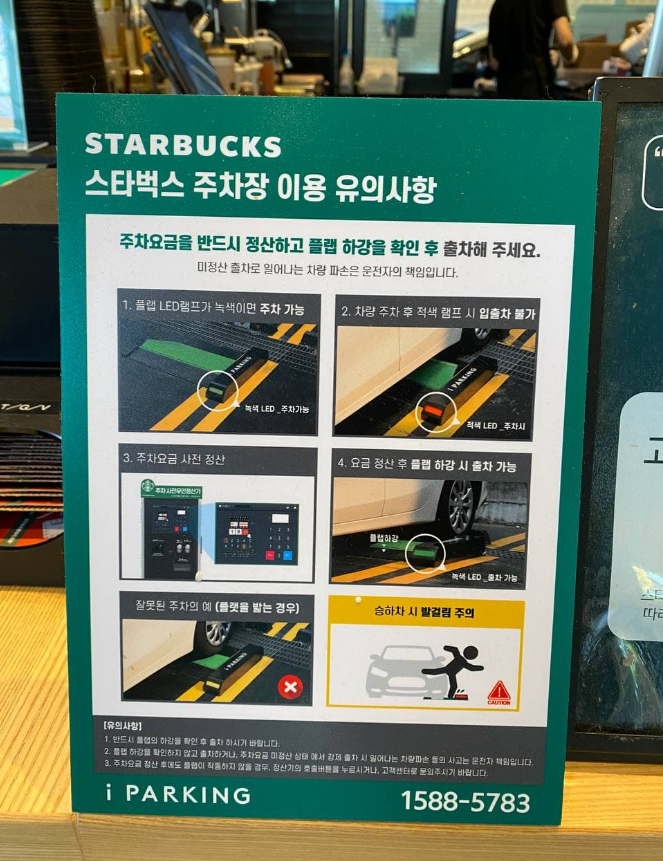 STARBUCKS
스타벅스 주차장 이용 유의사항
주차요금을 반드시 정산하고 플랩 하강을 확인 후 출차해 주세요.
미정산 출차로 일어나는 차량 파손은 운전자의 책임입니다.
1. 플랩 LED램프가 녹색이면 주차 가능
i PARKING
녹색 LED _주차가능
2. 차량 주차 후 적색 램프 시 입출차 불가
i PARKING
적색 LED _주차시
3. 주차요금 사전 정산
주차 사전무인정산기
4. 요금 정산 후 플랩 하강 시 출차 가능
플랩하강
녹색 LED _출차 가능
잘못된 주차의 예 (플랫을 밟는 경우)
i PARKING
승하차 시 발걸림 주의
CAUTION
[유의사항]
1. 반드시 플랩의 하강을 확인 후 출차 하시기 바랍니다.
2. 플랩 하강을 확인하지 않고 출차하거나, 주차요금 미정산 상태 에서 강제 출차 시 일어나는 차량파손 등의 사고는 운전자 책임입니다.
3. 주차요금 정산 후에도 플랩이 작동하지 않을 경우, 정산기의 호출버튼을 누르시거나, 고객센터로 문의주시기 바랍니다.
i PARKING
1588-5783